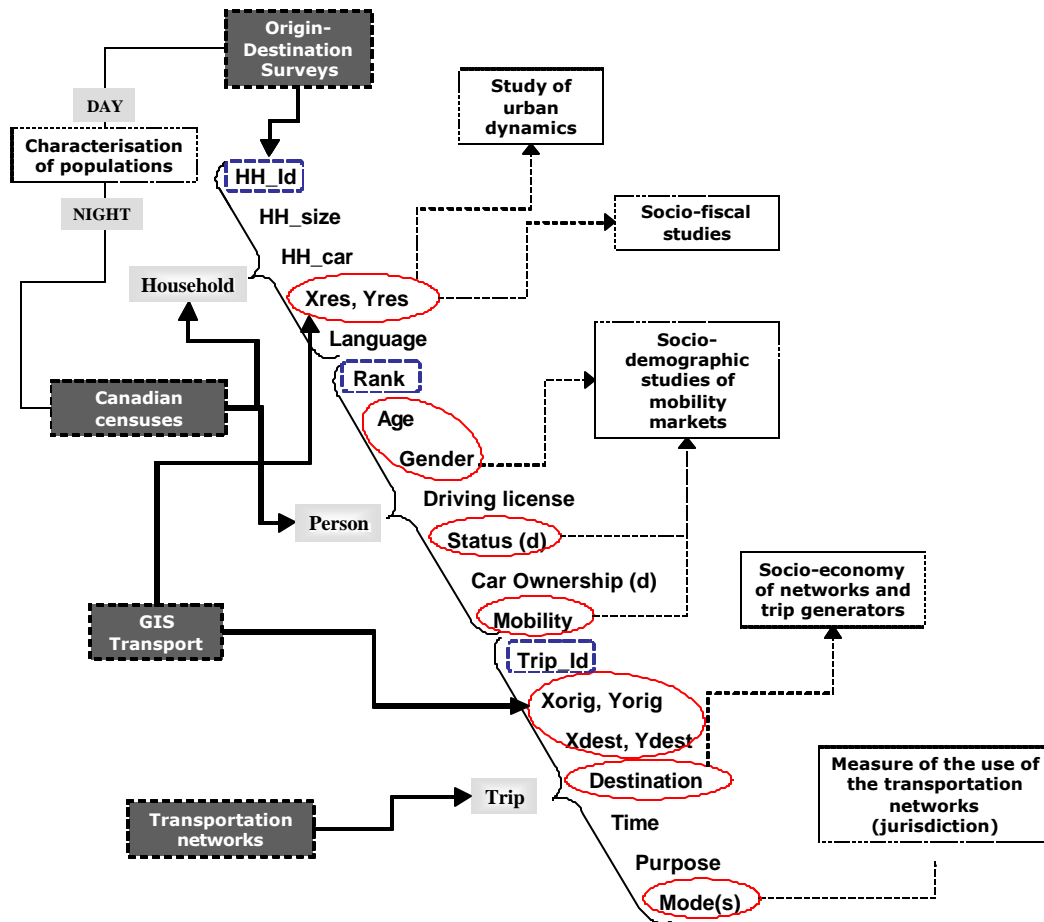 Origin-
Destination
Surveys
DAY
Characterisation
of populations
NIGHT
Study of
urban
dynamics
HH_Id
HH_size
HH_car
Socio-fiscal
studies
Household
Xres, Yres
Language
Rank
Socio-
demographic
studies of
mobility
markets
Canadian
censuses
Age
Gender
Driving license
Person
Status (d)
Car Ownership (d)
Mobility
Socio-economy
of networks and
trip generators
GIS
Transport
Trip_Id
Xorig, Yorig
Xdest, Ydest
Destination
Measure of the use of
the transportation
networks
(jurisdiction)
Trip
Transportation
networks
Time
Purpose
Mode(s)